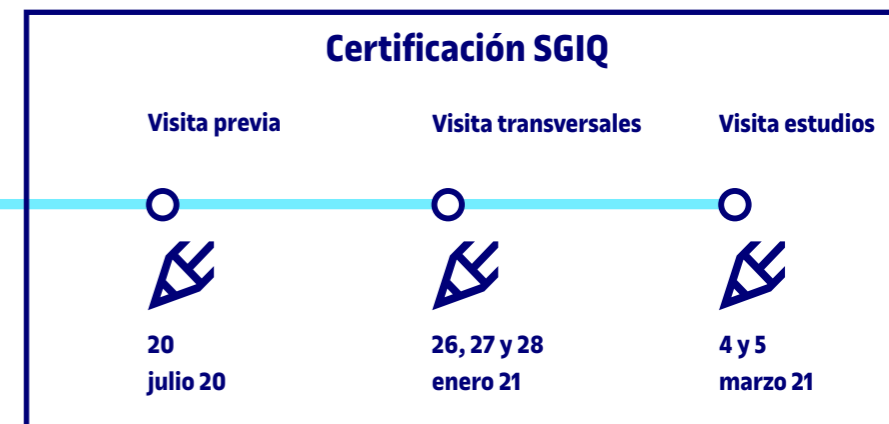 Certificación SGIQ
Visita previa
Visita transversales
Visita estudios
20
julio 20
26, 27 y 28
enero 21
4 y 5
marzo 21